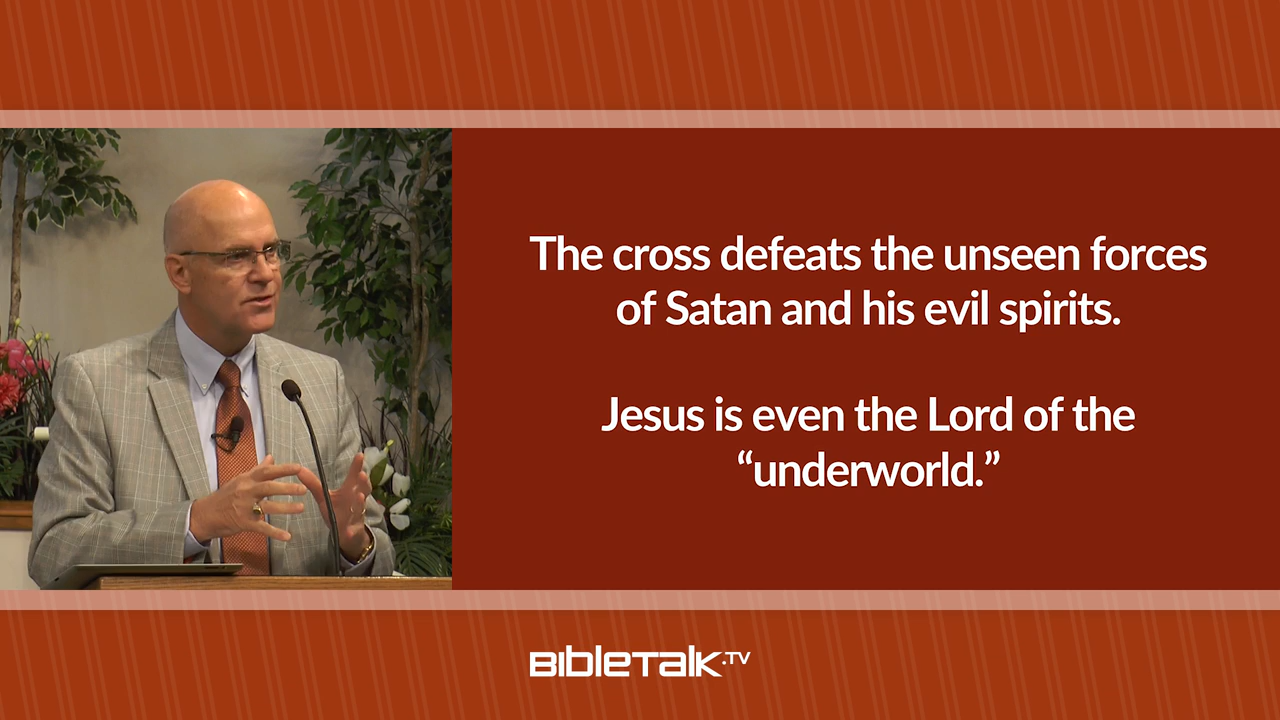 The cross defeats the unseen forces
of Satan and his evil spirits.
Jesus is even the Lord of the
“underworld.”
BIBLETALK.TV